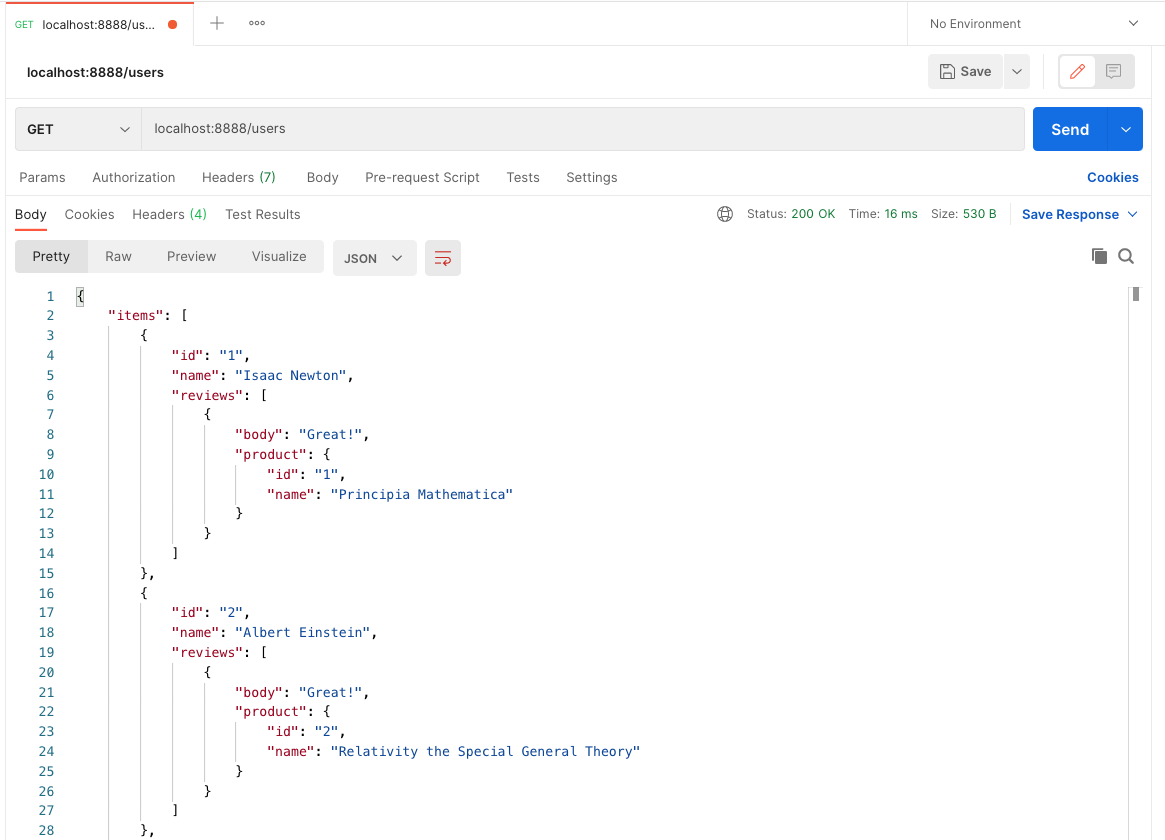 GET localhost:8888/us... No Environment
localhost:8888/users Save
GET localhost:8888/users Send
Params Authorization Headers (7) Body Pre-request Script Tests Settings Cookies
Body Cookies Headers (4) Test Results Status: 200 OK Time: 16 ms Size: 530 B Save Response
Pretty Raw Preview Visualize JSON
1 {
2 "items": [
3 {
4 "id": "1",
5 "name": "Isaac Newton",
6 "reviews": [
7 {
8 "body": "Great!",
9 "product": {
10 "id": "1",
11 "name": "Principia Mathematica"
12 }
13 }
14 ]
15 },
16 {
17 "id": "2",
18 "name": "Albert Einstein",
19 "reviews": [
20 {
21 "body": "Great!",
22 "product": {
23 "id": "2",
24 "name": "Relativity the Special General Theory"
25 }
26 }
27 ]
28 },